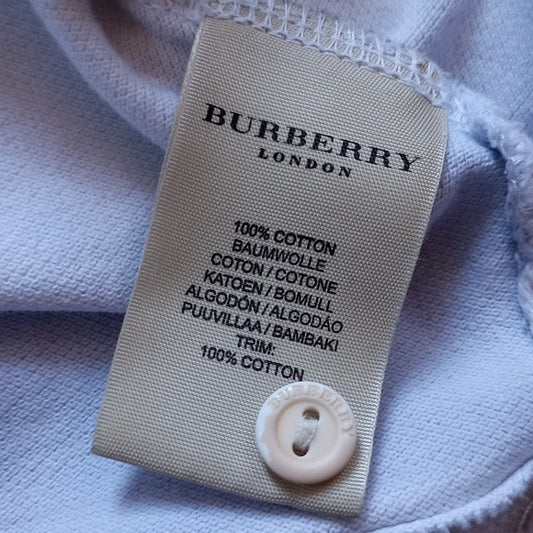 BURBERRY
LONDON
100% COTTON
BAUMWOLLE
COTON / COTONE
KATOEN / BOMULL
ALGODÓN / ALGODÃO
PUUVILLAA / BAMBAKI
TRIM:
100% COTTON
BURBERRY